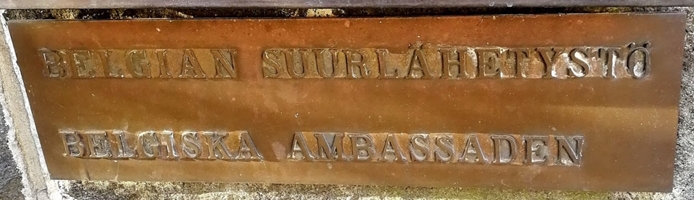 BELGIAN SUURLÄHETYSTÖ
BELGISKA AMBASSADEN